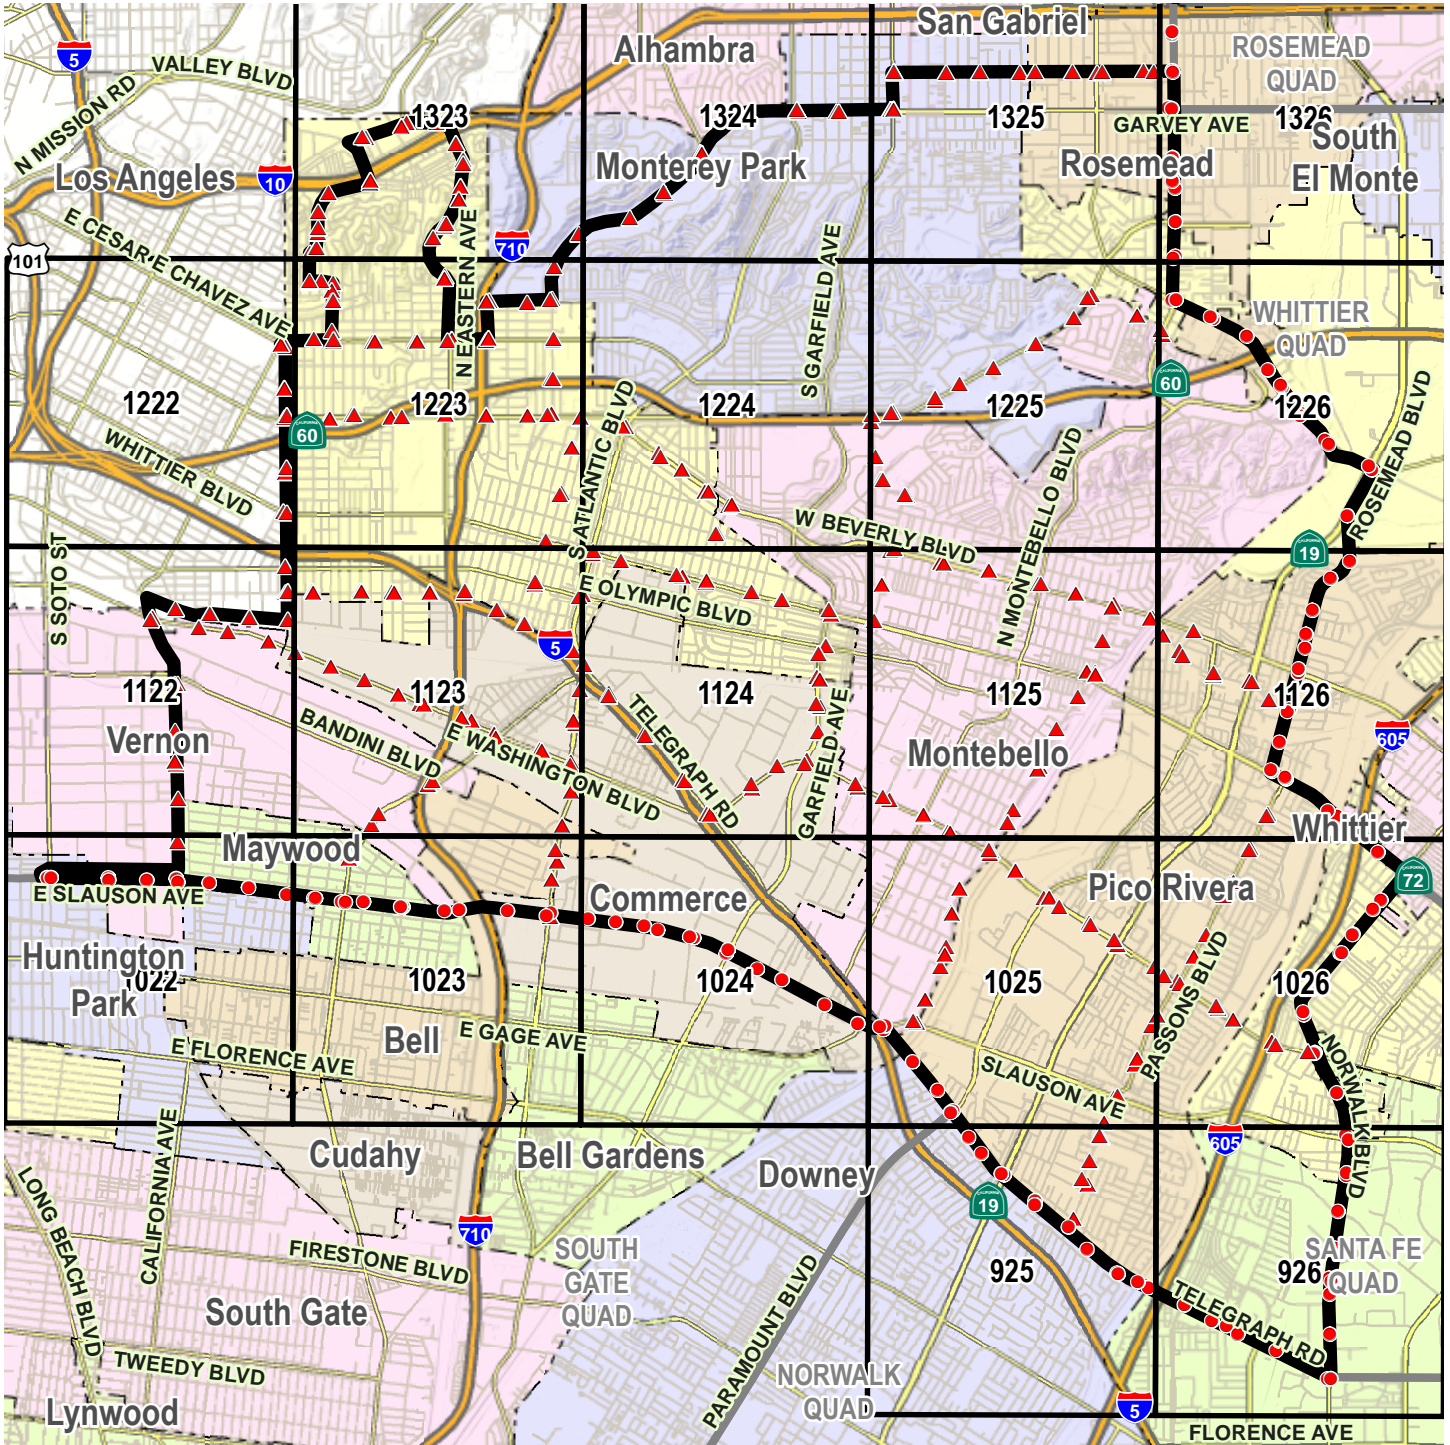 San Gabriel
Alhambra
ROSEMEAD
QUAD
5
VALLEY BLVD
N MISSION RD
1323
1324
1325
1326
GARVEY AVE
South
El Monte
Los Angeles
10
Monterey Park
Rosemead
E CESAR E CHAVEZ AVE
N EASTERN AVE
710
S GARFIELD AVE
101
WHITTIER
QUAD
CALIFORNIA
60
1222
1223
1224
1225
1226
CALIFORNIA
60
S ATLANTIC BLVD
ROSEMEAD BLVD
WHITTIER BLVD
N MONTEBELLO BLVD
W BEVERLY BLVD
CALIFORNIA
19
S SOTO ST
E OLYMPIC BLVD
5
1122
1123
1124
1125
1126
Vernon
BANDINI BLVD
E WASHINGTON BLVD
TELEGRAPH RD
GARFIELD AVE
Montebello
605
Whittier
Maywood
CALIFORNIA
72
E SLAUSON AVE
Commerce
Pico Rivera
Huntington
Park
1022
1023
1024
1025
1026
PASSONS BLVD
Bell
E GAGE AVE
E FLORENCE AVE
SLAUSON AVE
NORWALK BLVD
CALIFORNIA AVE
Cudahy
Bell Gardens
Downey
605
LONG BEACH BLVD
CALIFORNIA
19
710
FIRESTONE BLVD
SOUTH
GATE
QUAD
925
926
SANTA FE
QUAD
South Gate
PARAMOUNT BLVD
TELEGRAPH RD
TWEEDY BLVD
NORWALK
QUAD
Lynwood
5
FLORENCE AVE